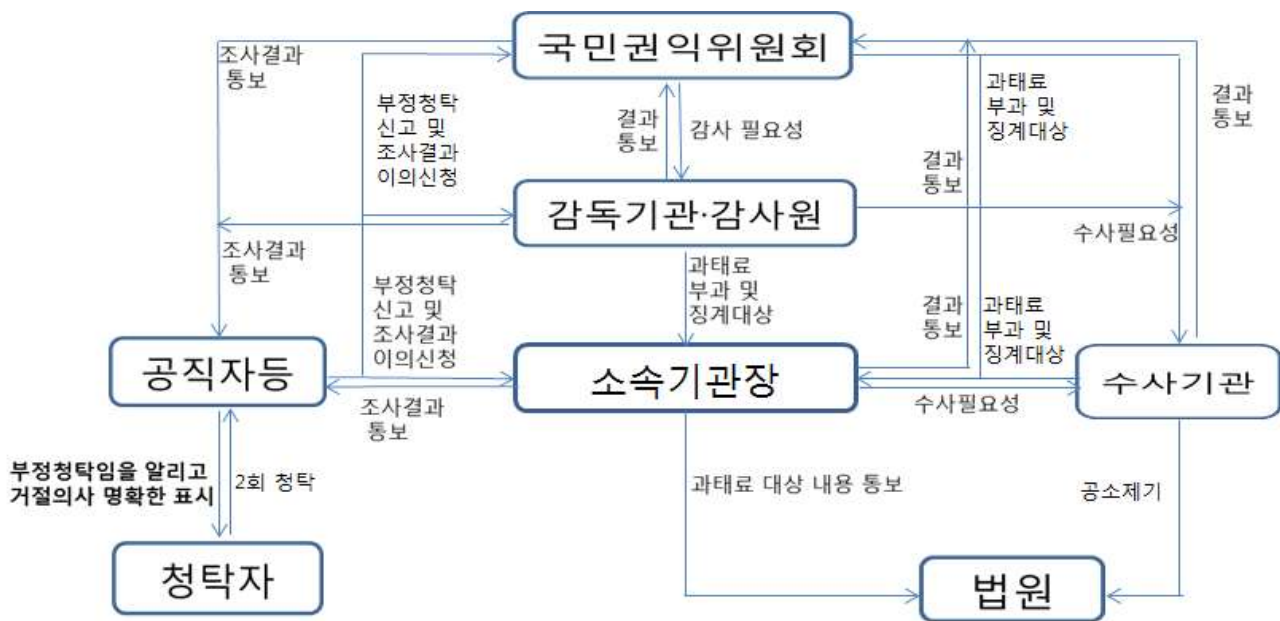 국민권익위원회
조사결과
통보
부정청탁
신고 및
조사결과
이의신청
결과
통보
감사 필요성
결과
통보
과태료
부과 및
징계대상
결과
통보
감독기관·감사원
수사필요성
조사결과
통보
부정청탁
신고 및
조사결과
이의신청
과태료
부과 및
징계대상
결과
통보
과태료
부과 및
징계대상
공직자등
소속기관장
수사기관
조사결과
통보
수사필요성
부정청탁임을 알리고
거절의사 명확한 표시
2회 청탁
과태료 대상 내용 통보
공소제기
청탁자
법원